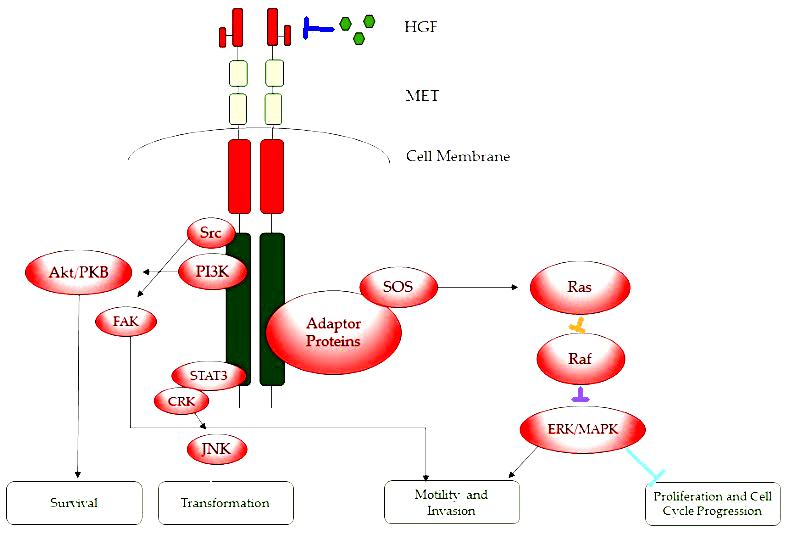 HGF
MET
Cell Membrane
Src
Akt/PKB
PI3K
SOS
Ras
FAK
Adaptor
Proteins
Raf
STAT3
CRK
ERK/MAPK
JNK
Survival
Transformation
Motility and
Invasion
Proliferation and Cell
Cycle Progression